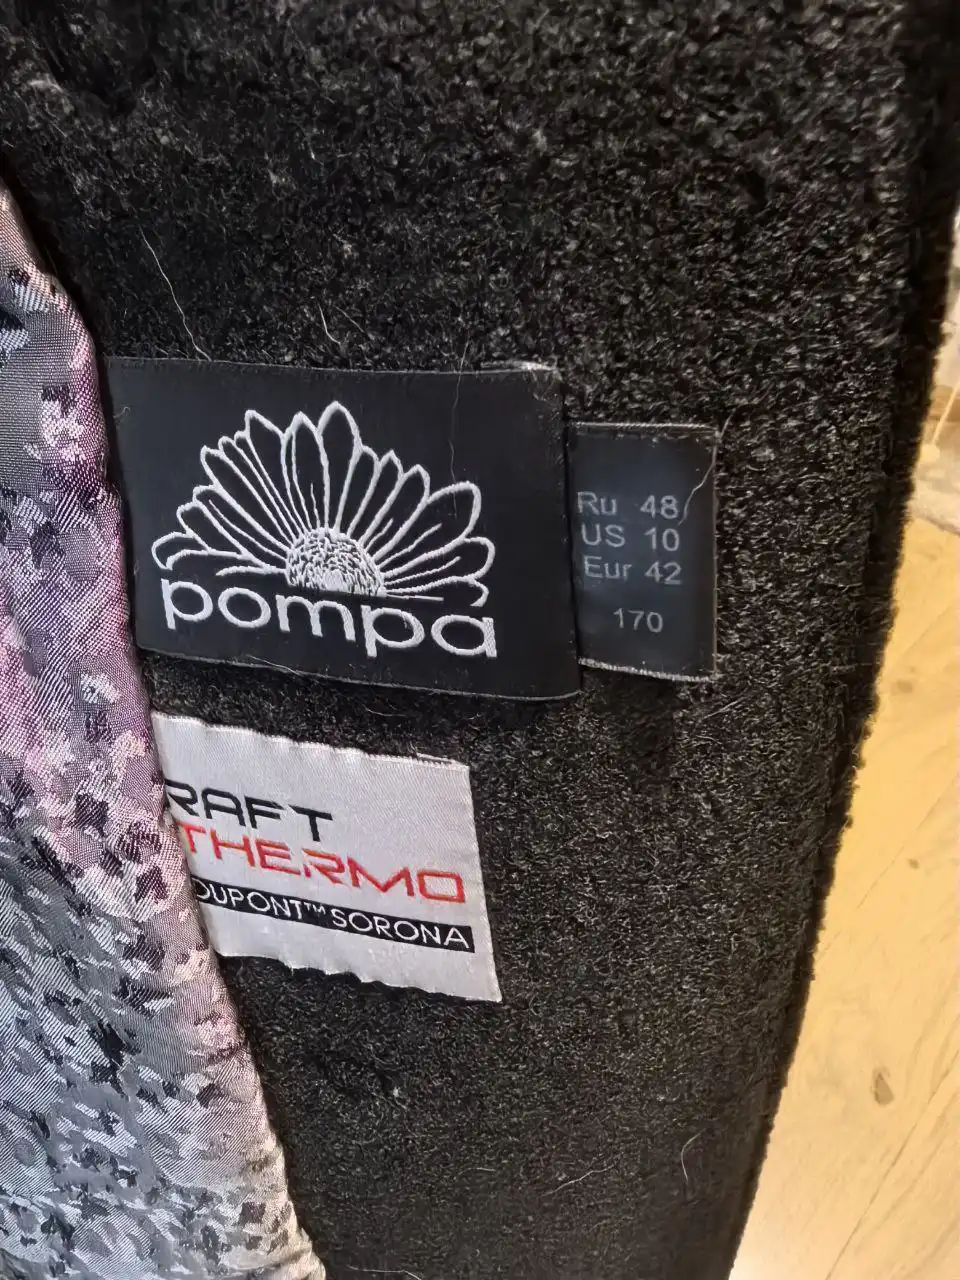 pompa
Ru 48
US 10
Eur 42
170
RAFT
THERMO
DUPONT™ SORONA